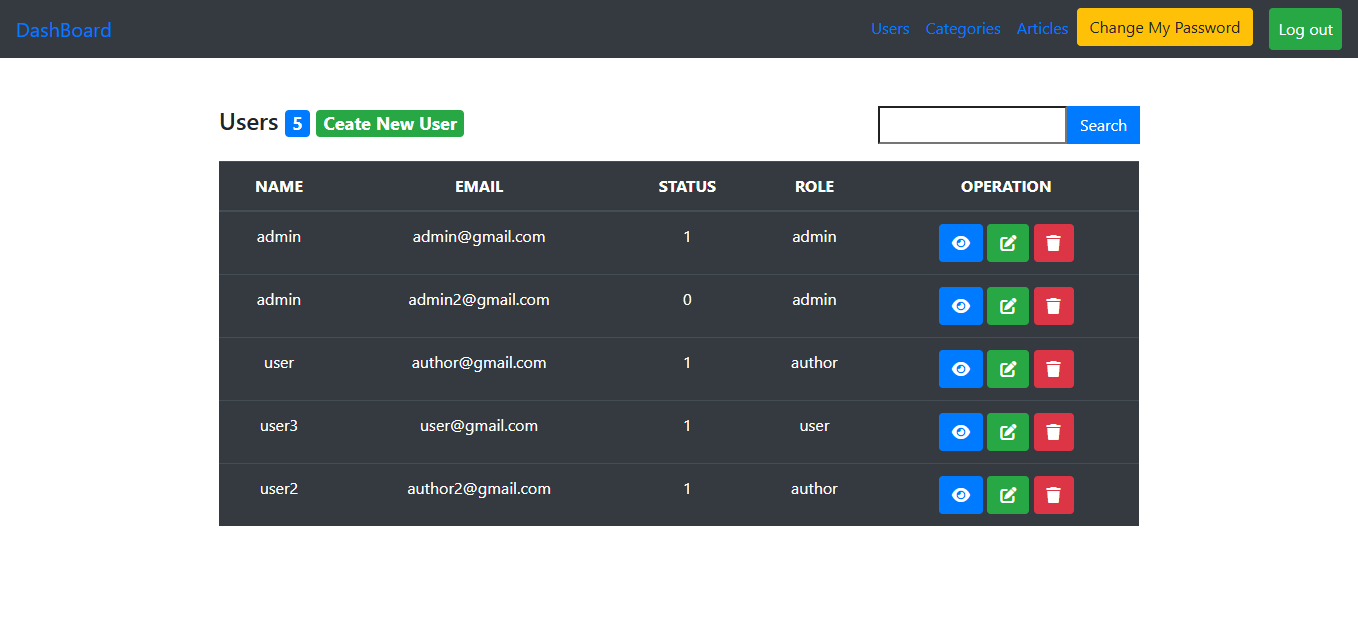 DashBoard Users Categories Articles Change My Password Log out
Users 5 Ceate New User Search
NAME EMAIL STATUS ROLE OPERATION
admin admin@gmail.com 1 admin
admin admin2@gmail.com 0 admin
user author@gmail.com 1 author
user3 user@gmail.com 1 user
user2 author2@gmail.com 1 author